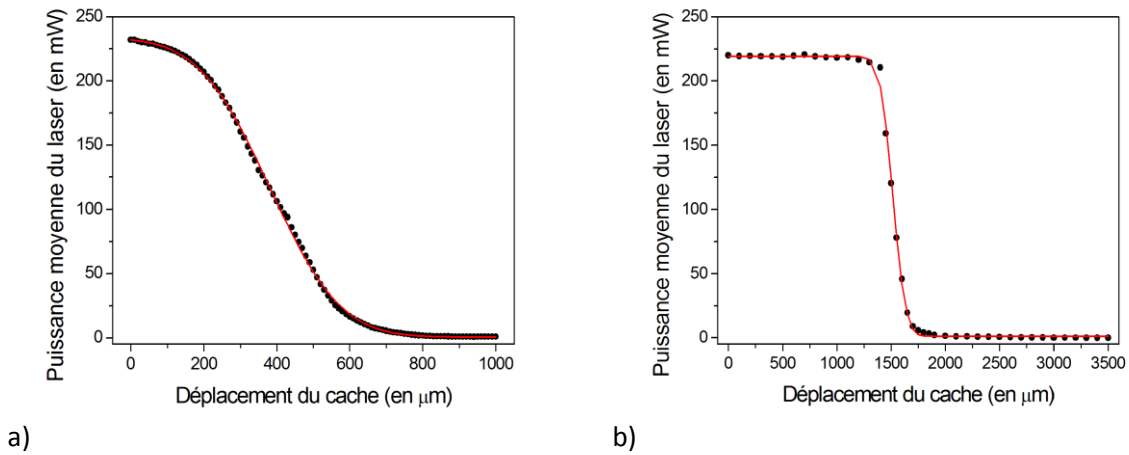 250
200
150
100
50
0
Puissance moyenne du laser (en mW)
0 200 400 600 800 1000
Déplacement du cache (en μm)
a)
250
200
150
100
50
0
Puissance moyenne du laser (en mW)
0 500 1000 1500 2000 2500 3000 3500
Déplacement du cache (en μm)
b)